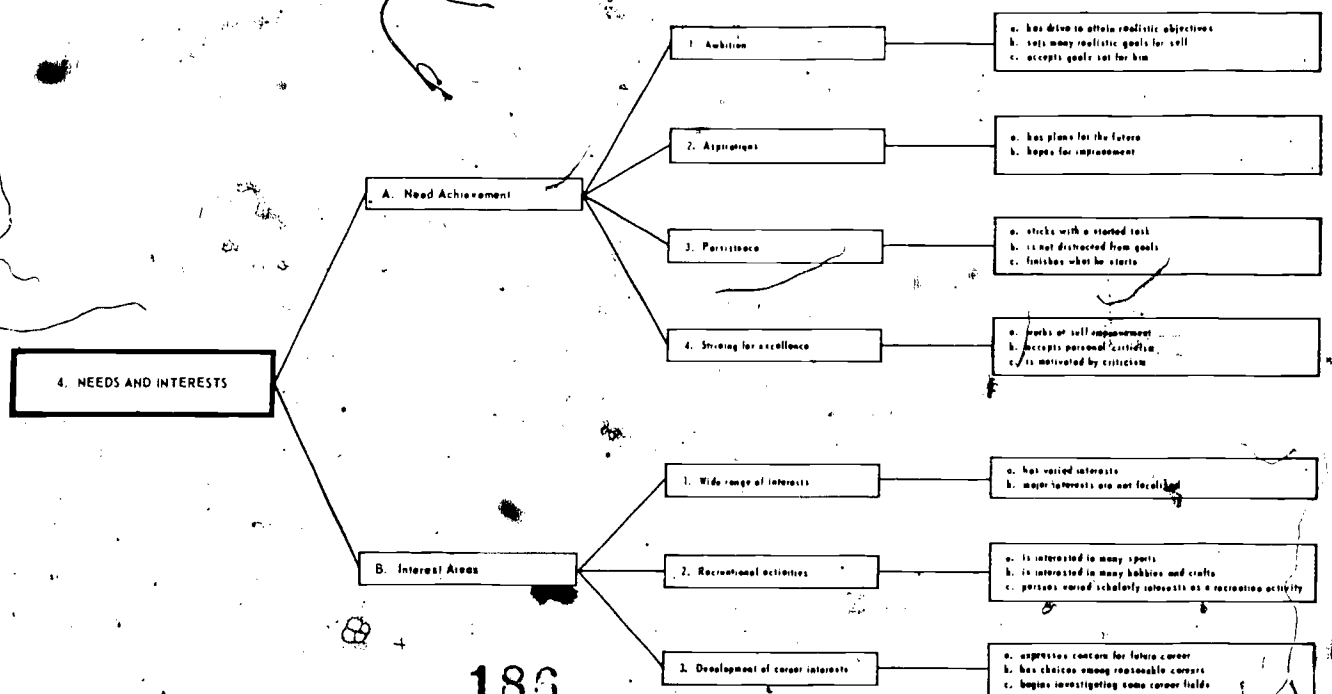 4. NEEDS AND INTERESTS
A. Need Achievement
1. Ambition
a. has drive to attain realistic objectives
b. sets many realistic goals for self
c. accepts goals set for him
2. Aspirations
a. has plans for the future
b. hopes for improvement
3. Persistence
a. sticks with a started task
b. is not distracted from goals
c. finishes what he starts
4. Striving for excellence
a. works at self improvement
b. accepts personal criticism
c. is motivated by criticism
B. Interest Areas
1. Wide range of interests
a. has varied interests
b. major interests are not focalized
2. Recreational activities
a. is interested in many sports
b. is interested in many hobbies and crafts
c. persues varied scholarly interests as a recreation activity
3. Development of career interests
a. expresses concern for future career
b. has choices among reasonable careers
c. begins investigating some career fields
186